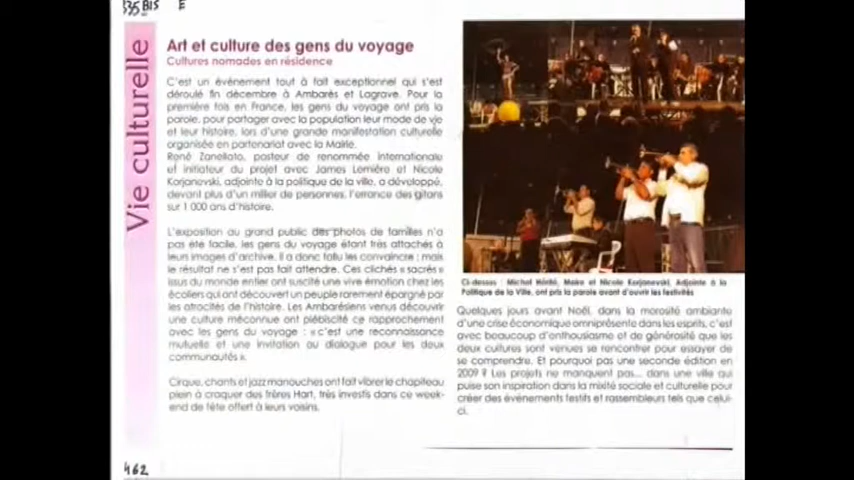 135 BIS E
Vie culturelle
Art et culture des gens du voyage
Cultures nomades en résidence
C'est un événement tout à fait exceptionnel qui s'est
déroulé fin décembre à Ambarès et Lagrave. Pour la
première fois en France, les gens du voyage ont pris la
parole, pour partager avec la population leur mode de vie
et leur histoire, lors d'une grande manifestation culturelle
organisée en partenariat avec la Mairie.
René Zanellato, pasteur de renommée internationale
et initiateur du projet avec James Lemière et Nicole
Korjanevski, adjointe à la politique de la ville, a développé,
devant plus d'un millier de personnes, l'errance des gitans
sur 1 000 ans d'histoire.
L'exposition au grand public des photos de familles n'a
pas été facile, les gens du voyage étant très attachés à
leurs images d'archive. Il a donc fallu les convaincre ; mais
le résultat ne s'est pas fait attendre. Ces clichés « sacrés »
issus du monde entier ont suscité une vive émotion chez les
écoliers qui ont découvert un peuple rarement épargné par
les atrocités de l'histoire. Les Ambarésiens venus découvrir
une culture méconnue ont plébiscité ce rapprochement
avec les gens du voyage : « c'est une reconnaissance
mutuelle et une invitation au dialogue pour les deux
communautés ».
Cirque, chants et jazz manouches ont fait vibrer le chapiteau
plein à craquer des frères Hart, très investis dans ce week-
end de fête offert à leurs voisins.
Ci-dessus : Michel Héritié, Maire et Nicole Korjanevski, Adjointe à la
Politique de la Ville, ont pris la parole avant d'ouvrir les festivités
Quelques jours avant Noël, dans la morosité ambiante
d'une crise économique omniprésente dans les esprits, c'est
avec beaucoup d'enthousiasme et de générosité que les
deux cultures sont venues se rencontrer pour essayer de
se comprendre. Et pourquoi pas une seconde édition en
2009 ? Les projets ne manquent pas... dans une ville qui
puise son inspiration dans la mixité sociale et culturelle pour
créer des événements festifs et rassembleurs tels que celui-
ci.
462